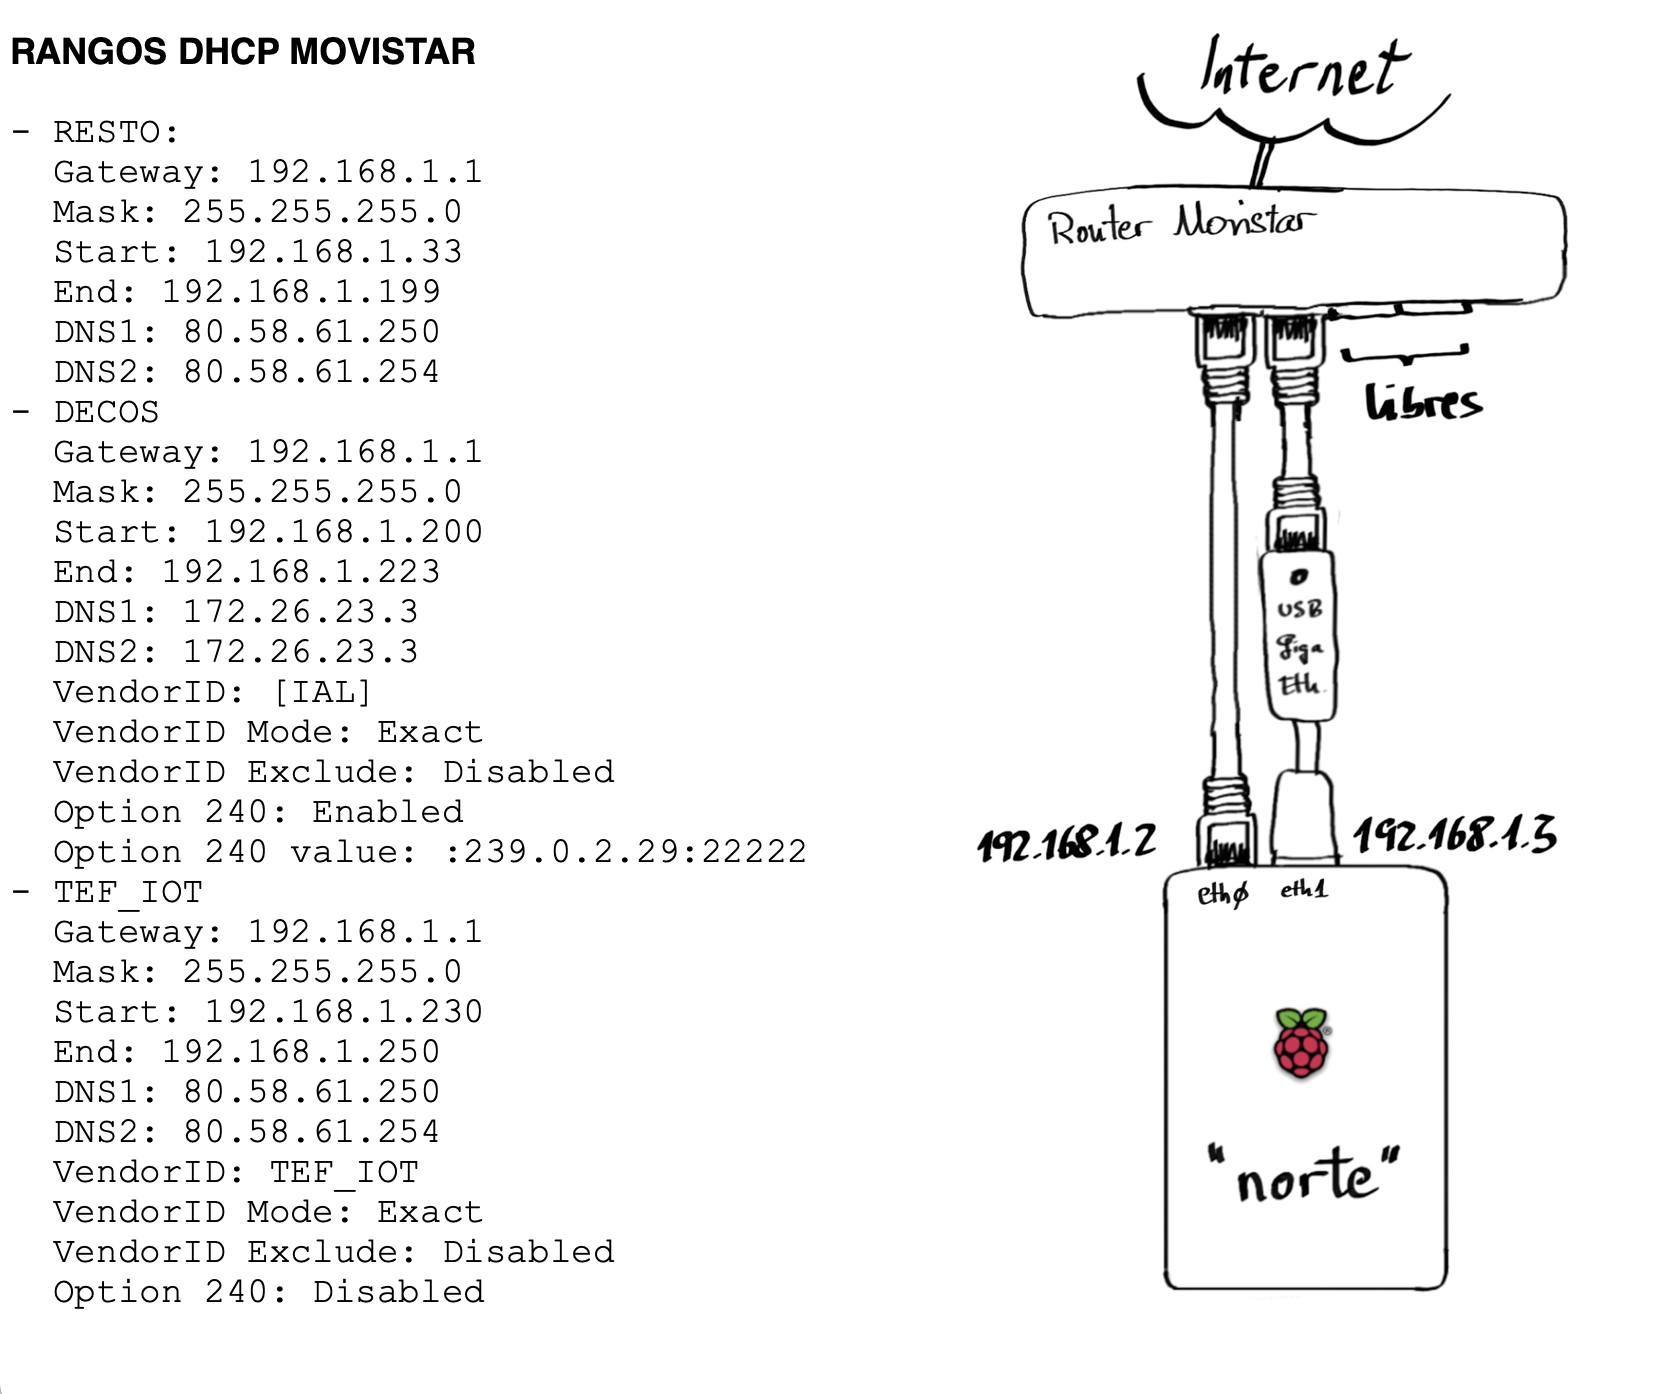 RANGOS DHCP MOVISTAR
- RESTO:
Gateway: 192.168.1.1
Mask: 255.255.255.0
Start: 192.168.1.33
End: 192.168.1.199
DNS1: 80.58.61.250
DNS2: 80.58.61.254
- DECOS
Gateway: 192.168.1.1
Mask: 255.255.255.0
Start: 192.168.1.200
End: 192.168.1.223
DNS1: 172.26.23.3
DNS2: 172.26.23.3
VendorID: [IAL]
VendorID Mode: Exact
VendorID Exclude: Disabled
Option 240: Enabled
Option 240 value: :239.0.2.29:22222
- TEF_IOT
Gateway: 192.168.1.1
Mask: 255.255.255.0
Start: 192.168.1.230
End: 192.168.1.250
DNS1: 80.58.61.250
DNS2: 80.58.61.254
VendorID: TEF_IOT
VendorID Mode: Exact
VendorID Exclude: Disabled
Option 240: Disabled
Internet
Router Movistar
libres
USB
Giga
Eth.
192.168.1.2
192.168.1.3
ethø
eth1
®
"norte"